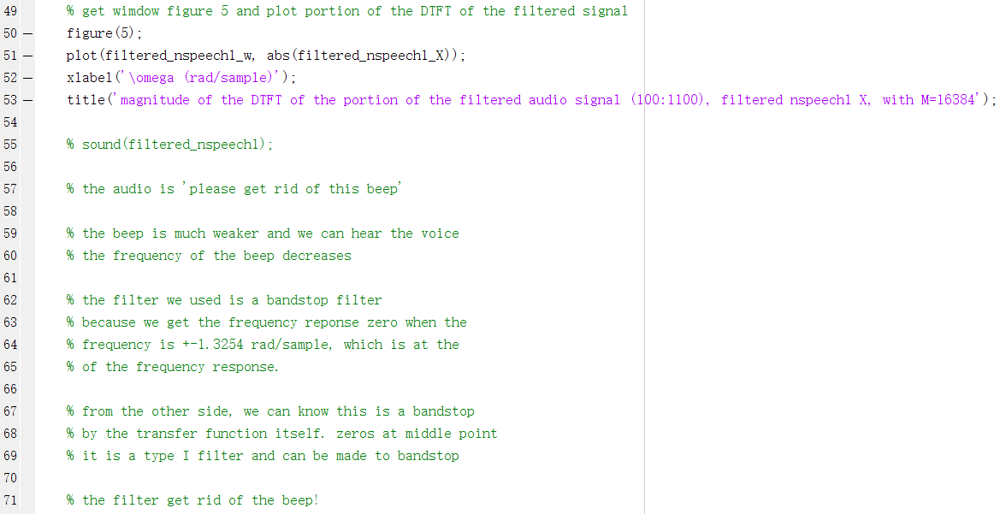 49 % get wimdow figure 5 and plot portion of the DTFT of the filtered signal
50 — figure(5);
51 — plot(filtered_nspeech1_w, abs(filtered_nspeech1_X));
52 — xlabel('\omega (rad/sample)');
53 — title('magnitude of the DTFT of the portion of the filtered audio signal (100:1100), filtered nspeech1 X, with M=16384');
54
55 % sound(filtered_nspeech1);
56
57 % the audio is 'please get rid of this beep'
58
59 % the beep is much weaker and we can hear the voice
60 % the frequency of the beep decreases
61
62 % the filter we used is a bandstop filter
63 % because we get the frequency reponse zero when the
64 % frequency is +-1.3254 rad/sample, which is at the
65 % of the frequency response.
66
67 % from the other side, we can know this is a bandstop
68 % by the transfer function itself. zeros at middle point
69 % it is a type I filter and can be made to bandstop
70
71 % the filter get rid of the beep!